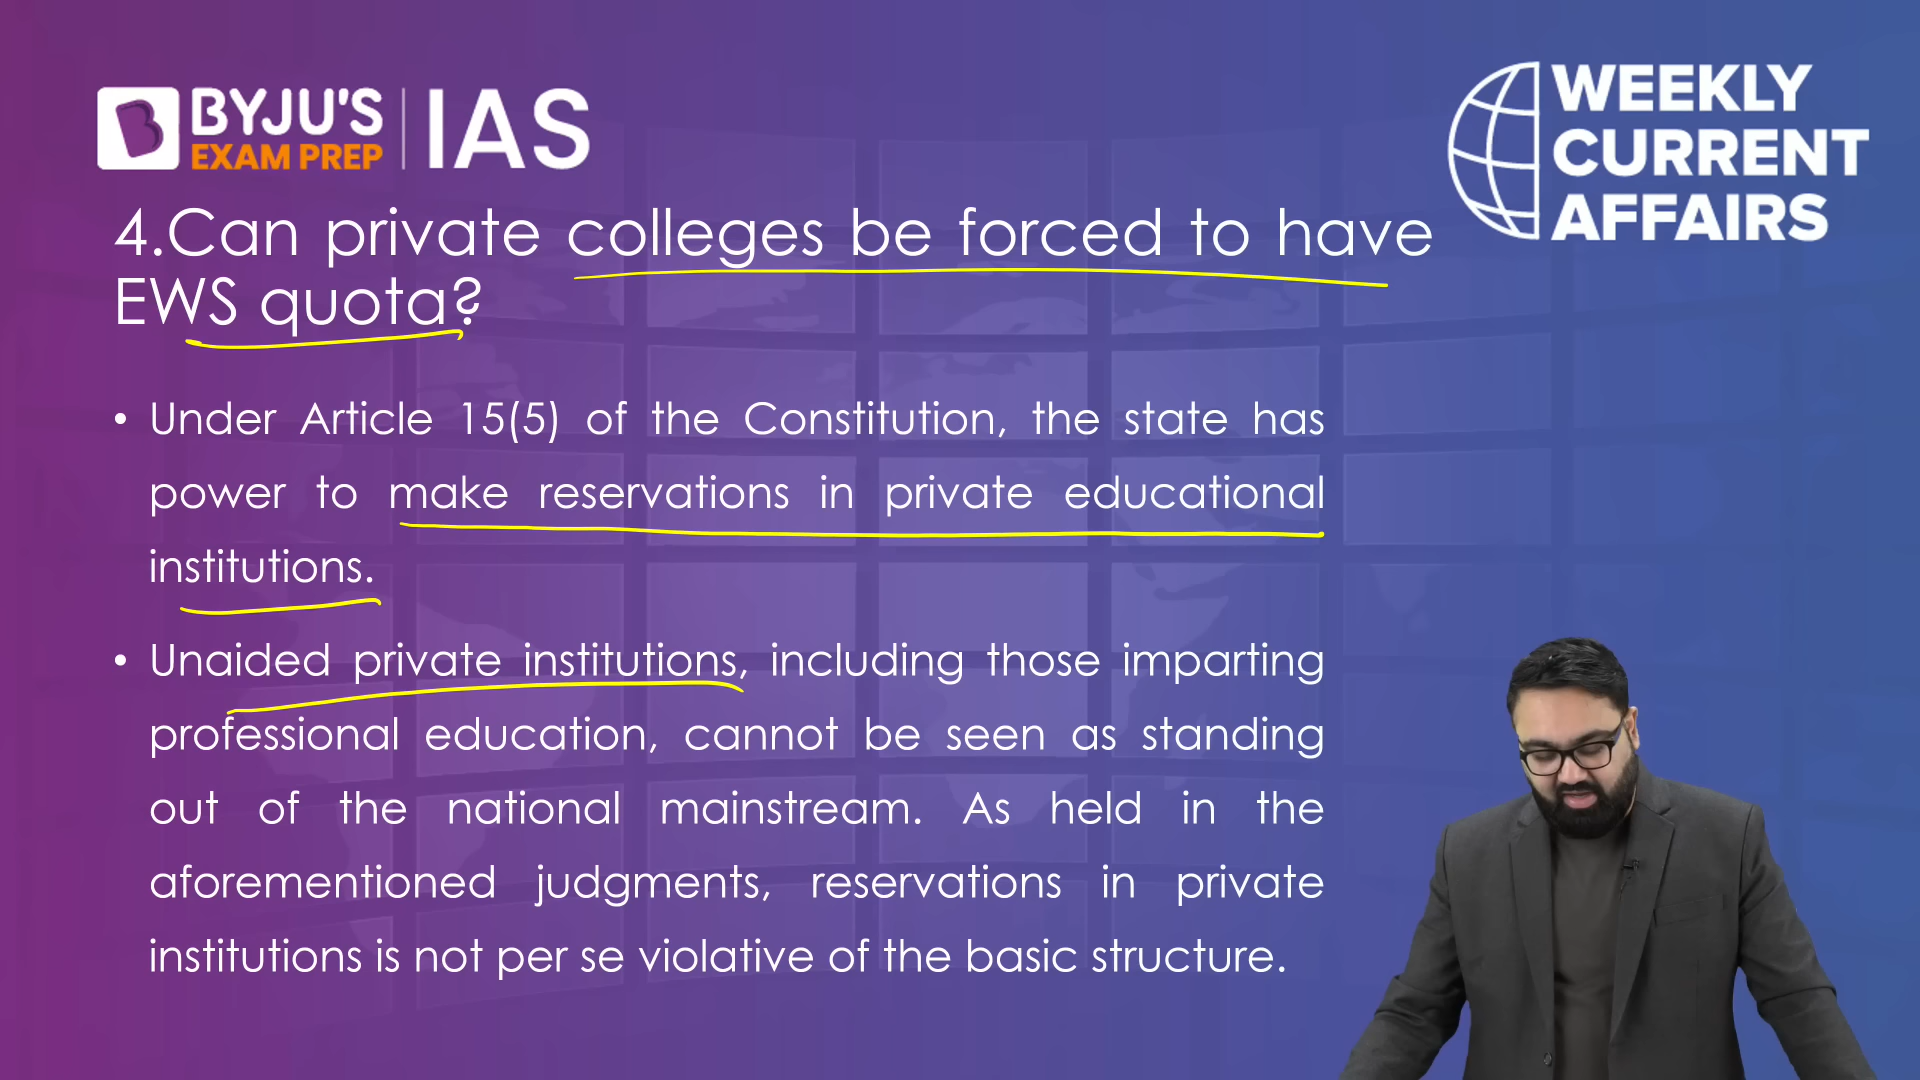 BYJU'S
EXAM PREP
IAS
WEEKLY
CURRENT
AFFAIRS
4.Can private colleges be forced to have
EWS quota?
• Under Article 15(5) of the Constitution, the state has
power to make reservations in private educational
institutions.
• Unaided private institutions, including those imparting
professional education, cannot be seen as standing
out of the national mainstream. As held in the
aforementioned judgments, reservations in private
institutions is not per se violative of the basic structure.